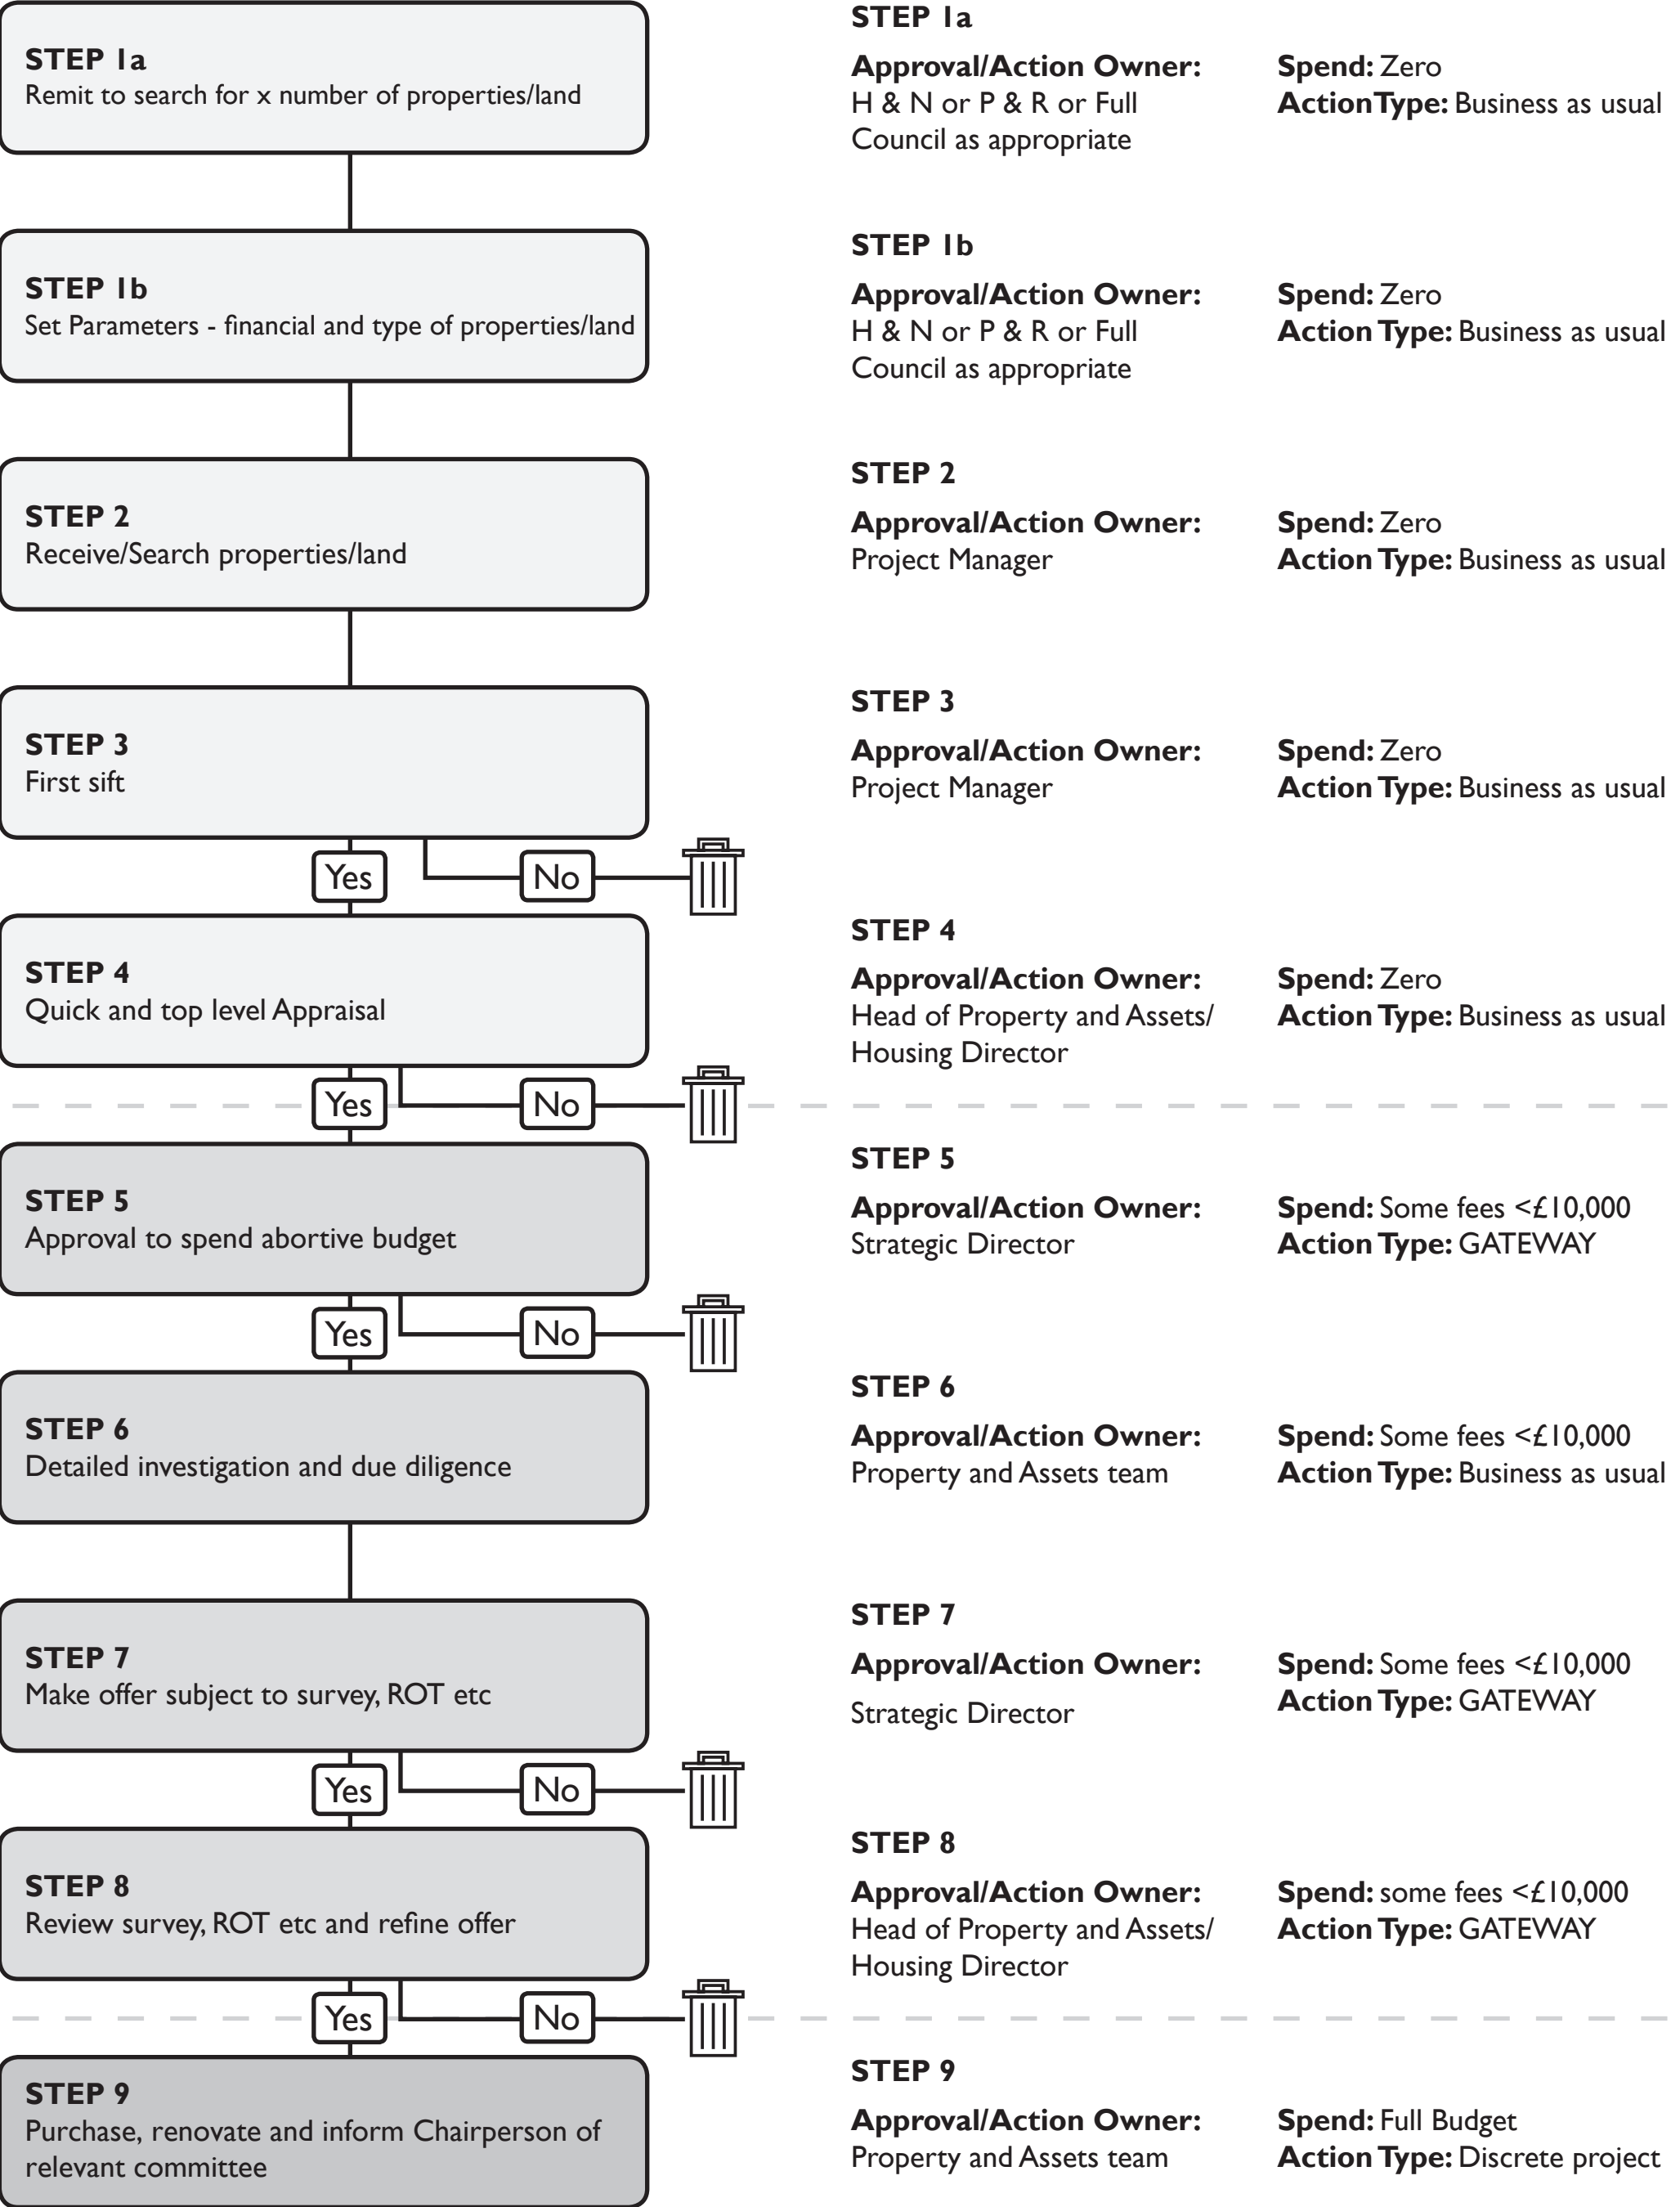 STEP 1a
Remit to search for x number of properties/land
STEP 1a
Approval/Action Owner:
H & N or P & R or Full
Council as appropriate
Spend: Zero
Action Type: Business as usual
STEP 1b
Set Parameters - financial and type of properties/land
STEP 1b
Approval/Action Owner:
H & N or P & R or Full
Council as appropriate
Spend: Zero
Action Type: Business as usual
STEP 2
Receive/Search properties/land
STEP 2
Approval/Action Owner:
Project Manager
Spend: Zero
Action Type: Business as usual
STEP 3
First sift
STEP 3
Approval/Action Owner:
Project Manager
Spend: Zero
Action Type: Business as usual
Yes
No
STEP 4
Quick and top level Appraisal
STEP 4
Approval/Action Owner:
Head of Property and Assets/
Housing Director
Spend: Zero
Action Type: Business as usual
Yes
No
STEP 5
Approval to spend abortive budget
STEP 5
Approval/Action Owner:
Strategic Director
Spend: Some fees <£10,000
Action Type: GATEWAY
Yes
No
STEP 6
Detailed investigation and due diligence
STEP 6
Approval/Action Owner:
Property and Assets team
Spend: Some fees <£10,000
Action Type: Business as usual
STEP 7
Make offer subject to survey, ROT etc
STEP 7
Approval/Action Owner:
Strategic Director
Spend: Some fees <£10,000
Action Type: GATEWAY
Yes
No
STEP 8
Review survey, ROT etc and refine offer
STEP 8
Approval/Action Owner:
Head of Property and Assets/
Housing Director
Spend: some fees <£10,000
Action Type: GATEWAY
Yes
No
STEP 9
Purchase, renovate and inform Chairperson of
relevant committee
STEP 9
Approval/Action Owner:
Property and Assets team
Spend: Full Budget
Action Type: Discrete project